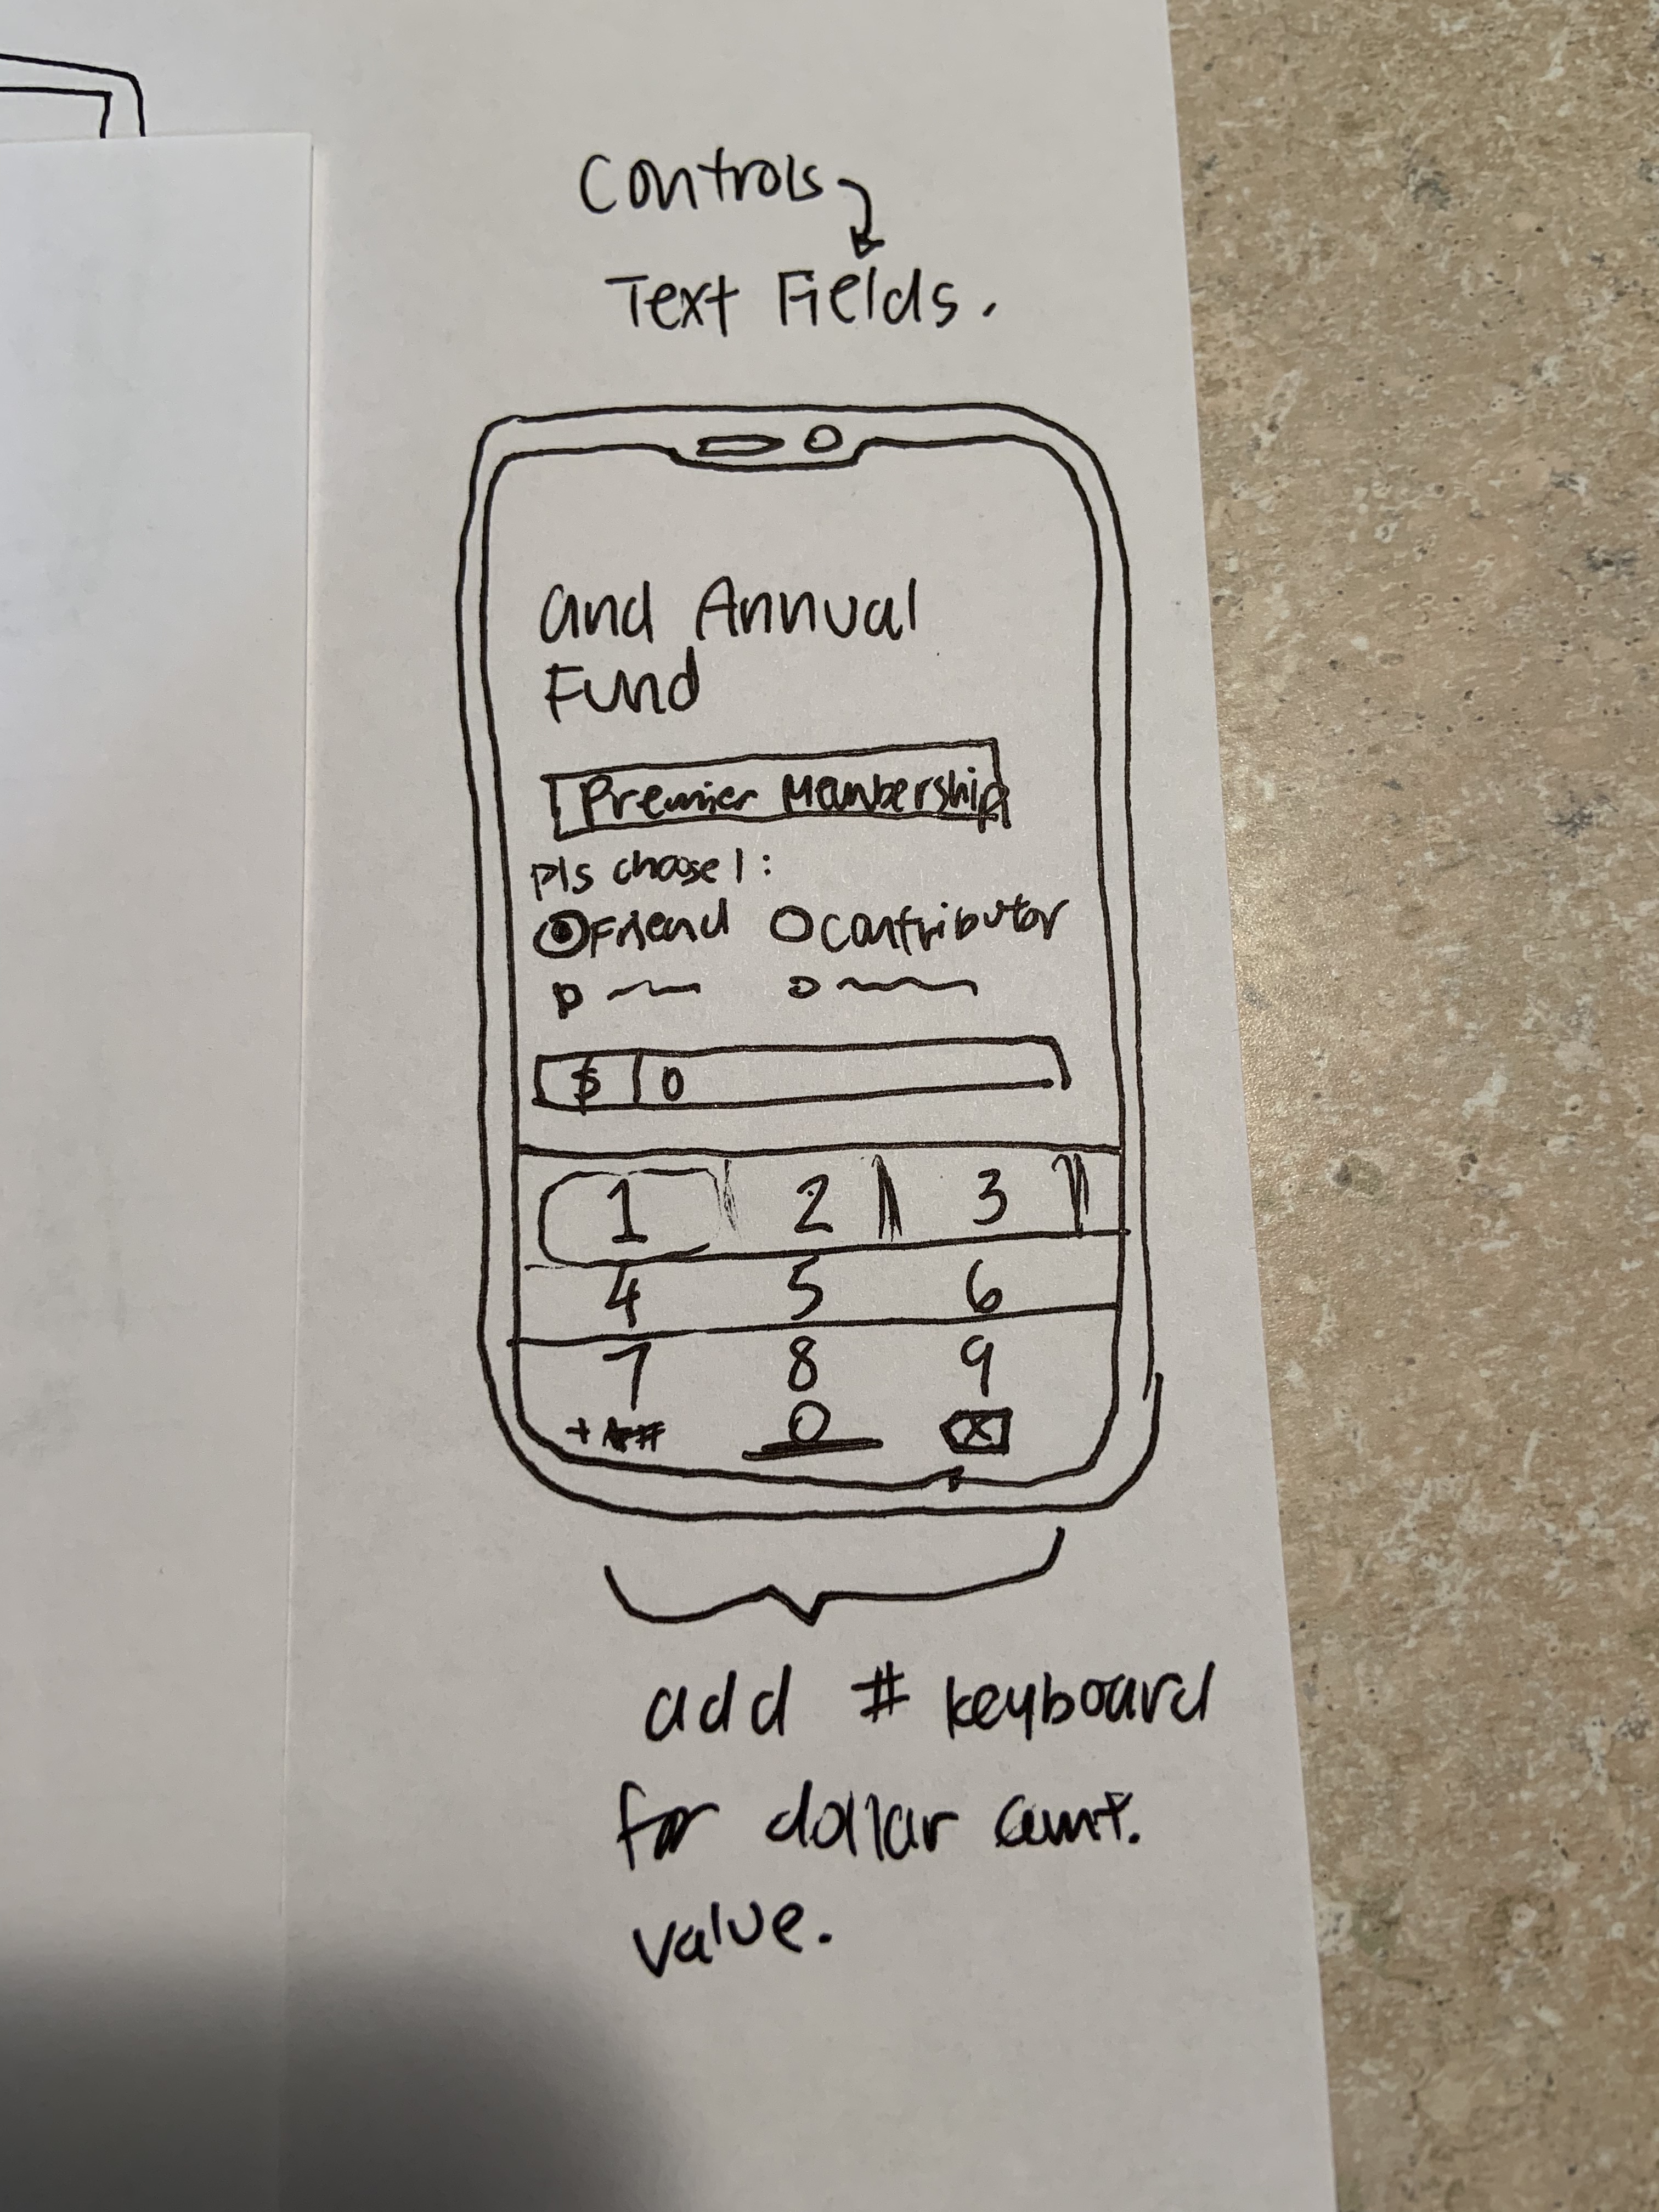 Controls
Text Fields.
and Annual
Fund
Premier Membership
pls choose 1:
Friend Contributor
$ 0
1 2 3
4 5 6
7 8 9
+*# 0 X
add # keyboard
for dollar amt.
value.